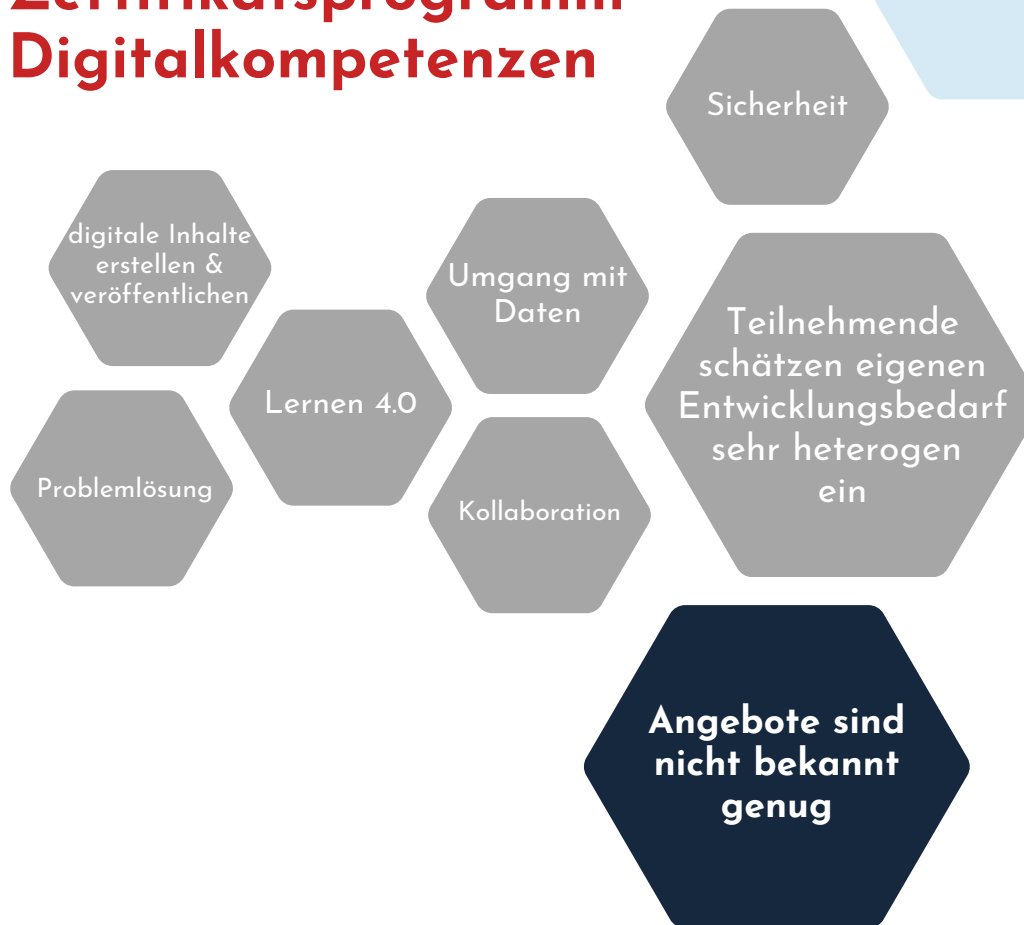 Zertifikatsprogramm
Digitalkompetenzen
Sicherheit
digitale Inhalte
erstellen &
veröffentlichen
Umgang mit
Daten
Teilnehmende
schätzen eigenen
Entwicklungsbedarf
sehr heterogen
ein
Lernen 4.0
Problemlösung
Kollaboration
Angebote sind
nicht bekannt
genug